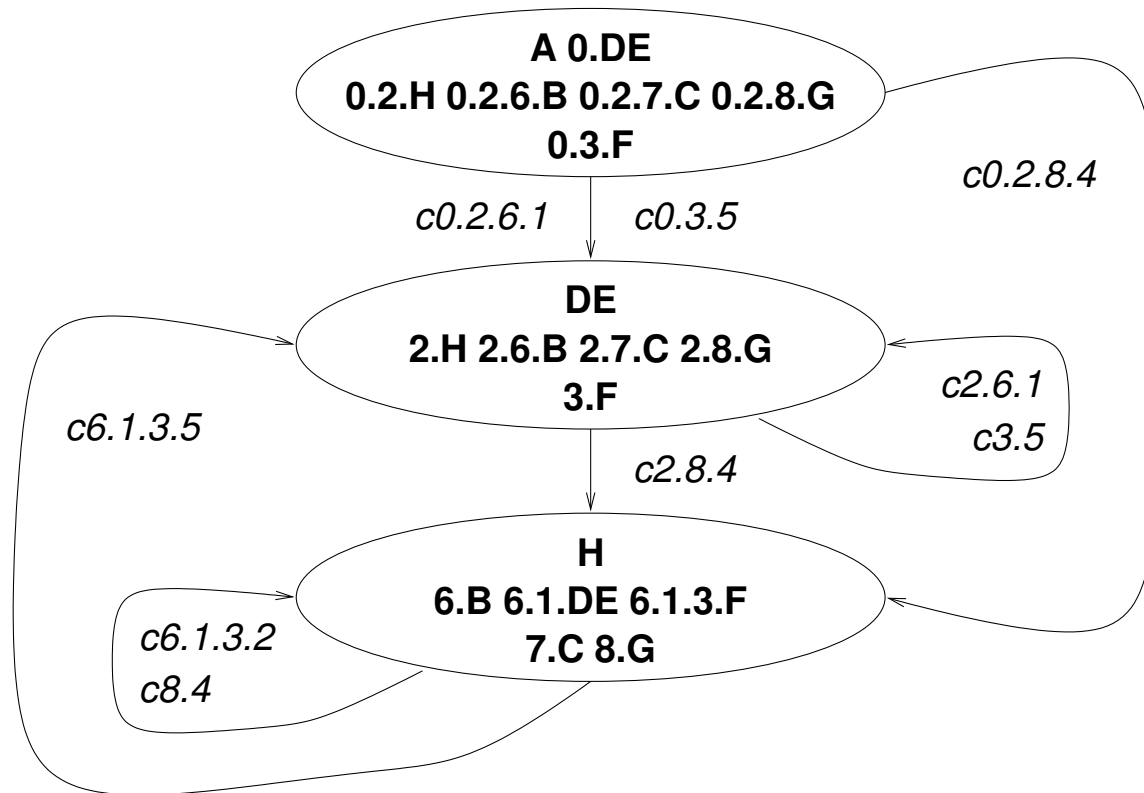 A 0.DE
0.2.H 0.2.6.B 0.2.7.C 0.2.8.G
0.3.F
c0.2.8.4
c0.2.6.1 c0.3.5
DE
2.H 2.6.B 2.7.C 2.8.G
3.F
c2.6.1
c3.5
c6.1.3.5
c2.8.4
H
6.B 6.1.DE 6.1.3.F
7.C 8.G
c6.1.3.2
c8.4